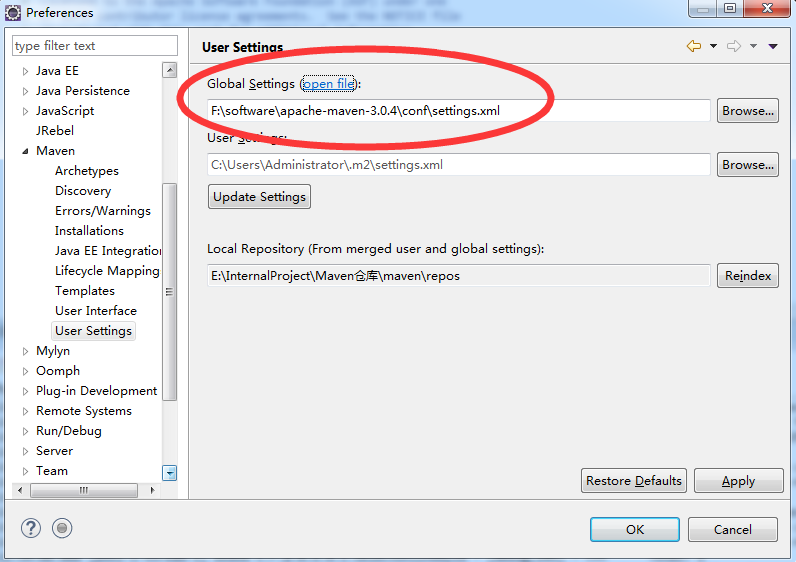 Preferences
type filter text
Java EE
Java Persistence
JavaScript
JRebel
Maven
Archetypes
Discovery
Errors/Warnings
Installations
Java EE Integration
Lifecycle Mapping
Templates
User Interface
User Settings
Mylyn
Oomph
Plug-in Development
Remote Systems
Run/Debug
Server
Team
User Settings
Global Settings (open file):
F:\software\apache-maven-3.0.4\conf\settings.xml
Browse...
User Settings:
C:\Users\Administrator\.m2\settings.xml
Browse...
Update Settings
Local Repository (From merged user and global settings):
E:\InternalProject\Maven仓库\maven\repos
Reindex
Restore Defaults
Apply
OK
Cancel